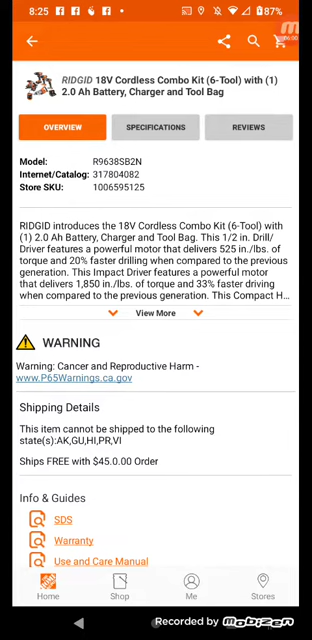 8:25
87%
RIDGID 18V Cordless Combo Kit (6-Tool) with (1)
2.0 Ah Battery, Charger and Tool Bag
OVERVIEW
SPECIFICATIONS
REVIEWS
Model: R9638SB2N
Internet/Catalog: 317804082
Store SKU: 1006595125
RIDGID introduces the 18V Cordless Combo Kit (6-Tool) with
(1) 2.0 Ah Battery, Charger and Tool Bag. This 1/2 in. Drill/
Driver features a powerful motor that delivers 525 in./lbs. of
torque and 20% faster drilling when compared to the previous
generation. This Impact Driver features a powerful motor
that delivers 1,850 in./lbs. of torque and 33% faster driving
when compared to the previous generation. This Compact H...
View More
WARNING
Warning: Cancer and Reproductive Harm -
www.P65Warnings.ca.gov
Shipping Details
This item cannot be shipped to the following
state(s):AK,GU,HI,PR,VI
Ships FREE with $45.0.00 Order
Info & Guides
SDS
Warranty
Use and Care Manual
Home
Shop
Me
Stores
Recorded by mobizen